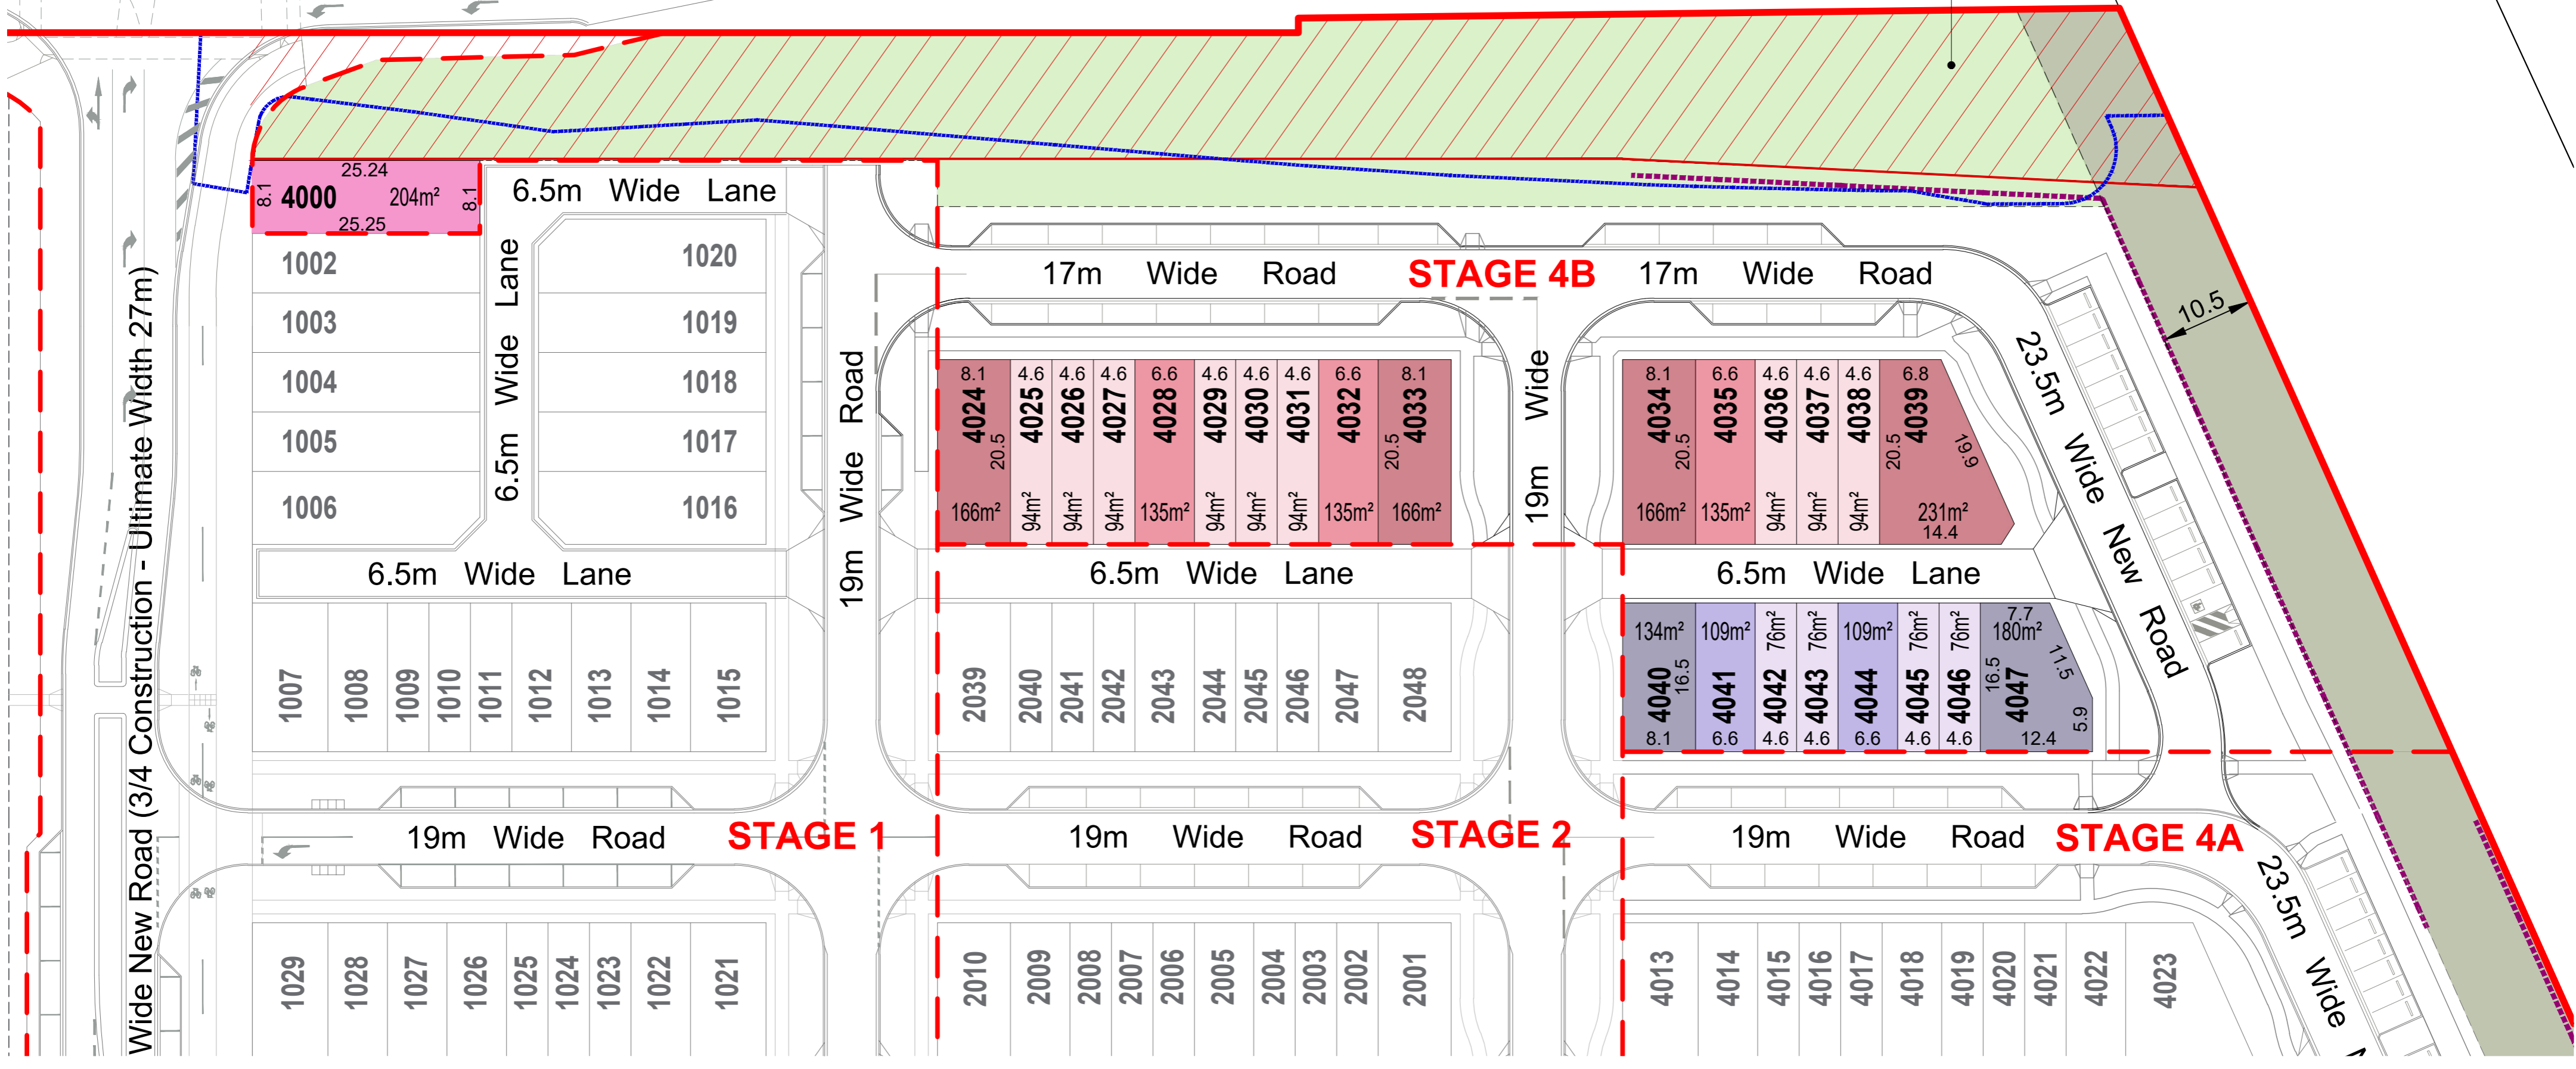 25.24
8.1 4000 204m² 8.1
25.25
6.5m Wide Lane
6.5m Wide Lane
6.5m Wide Lane
1002
1003
1004
1005
1006
1020
1019
1018
1017
1016
Wide New Road (3/4 Construction - Ultimate Width 27m)
19m Wide Road
17m Wide Road
STAGE 4B
17m Wide Road
10.5
23.5m Wide New Road
19m Wide
8.1 4.6 4.6 4.6 6.6 4.6 4.6 4.6 6.6 8.1
4024 4025 4026 4027 4028 4029 4030 4031 4032 4033
20.5 20.5
166m² 94m² 94m² 94m² 135m² 94m² 94m² 94m² 135m² 166m²
8.1 6.6 4.6 4.6 4.6 6.8
4034 4035 4036 4037 4038 4039
20.5 20.5 19.9
166m² 135m² 94m² 94m² 94m² 231m²
14.4
6.5m Wide Lane
6.5m Wide Lane
6.5m Wide Lane
7.7
134m² 109m² 76m² 76m² 109m² 76m² 76m² 180m²
16.5 16.5 11.5
4040 4041 4042 4043 4044 4045 4046 4047
5.9
8.1 6.6 4.6 4.6 6.6 4.6 4.6 12.4
1007 1008 1009 1010 1011 1012 1013 1014 1015
2039 2040 2041 2042 2043 2044 2045 2046 2047 2048
19m Wide Road
STAGE 1
19m Wide Road
STAGE 2
19m Wide Road
STAGE 4A
23.5m Wide
1029 1028 1027 1026 1025 1024 1023 1022 1021
2010 2009 2008 2007 2006 2005 2004 2003 2002 2001
4013 4014 4015 4016 4017 4018 4019 4020 4021 4022 4023